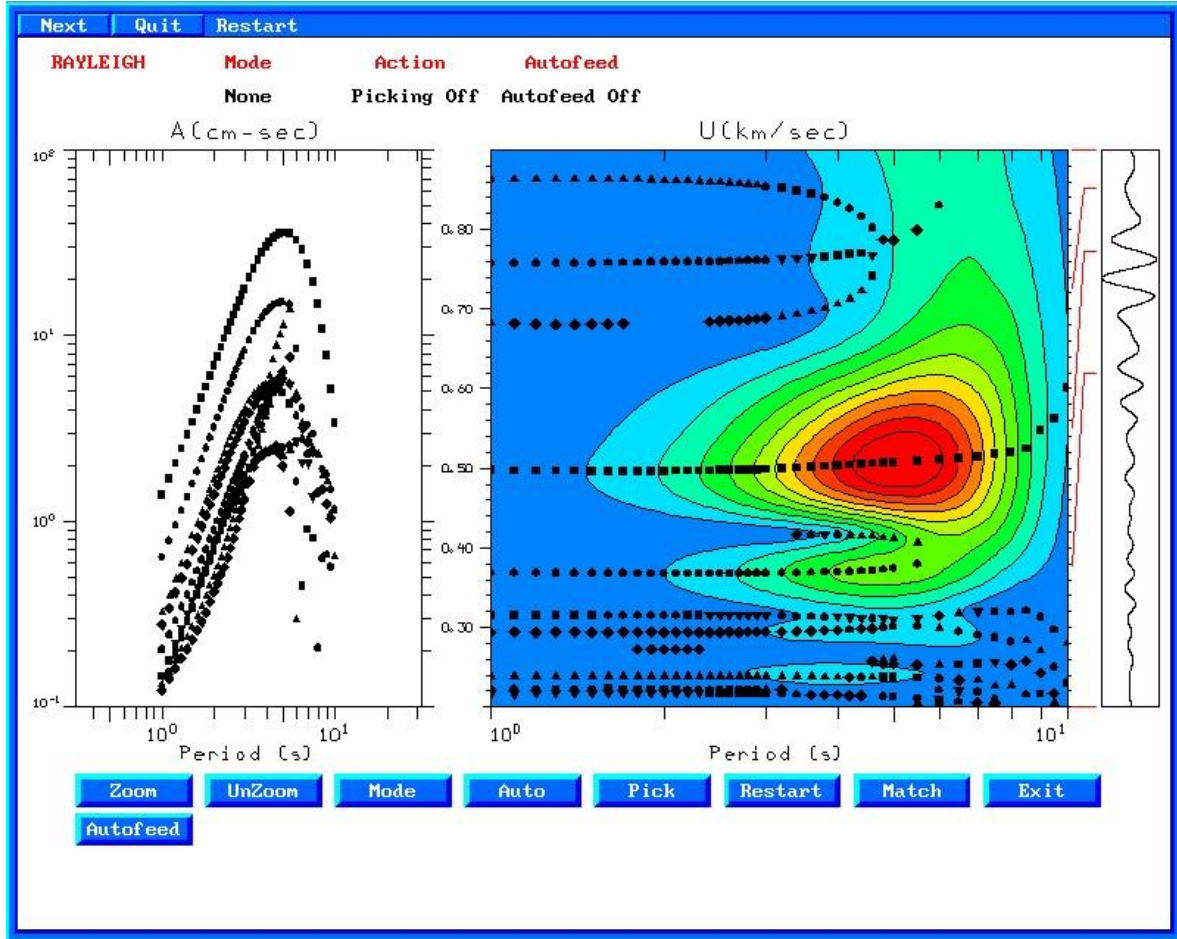 Next Quit Restart
RAYLEIGH Mode Action Autofeed
None Picking Off Autofeed Off
A(cm-sec) U(km/sec)
10²
0.80
0.70
10¹
0.60
0.50
10⁰
0.40
0.30
10⁻¹
10⁰ 10¹ 10⁰ 10¹
Period (s) Period (s)
Zoom UnZoom Mode Auto Pick Restart Match Exit
Autofeed